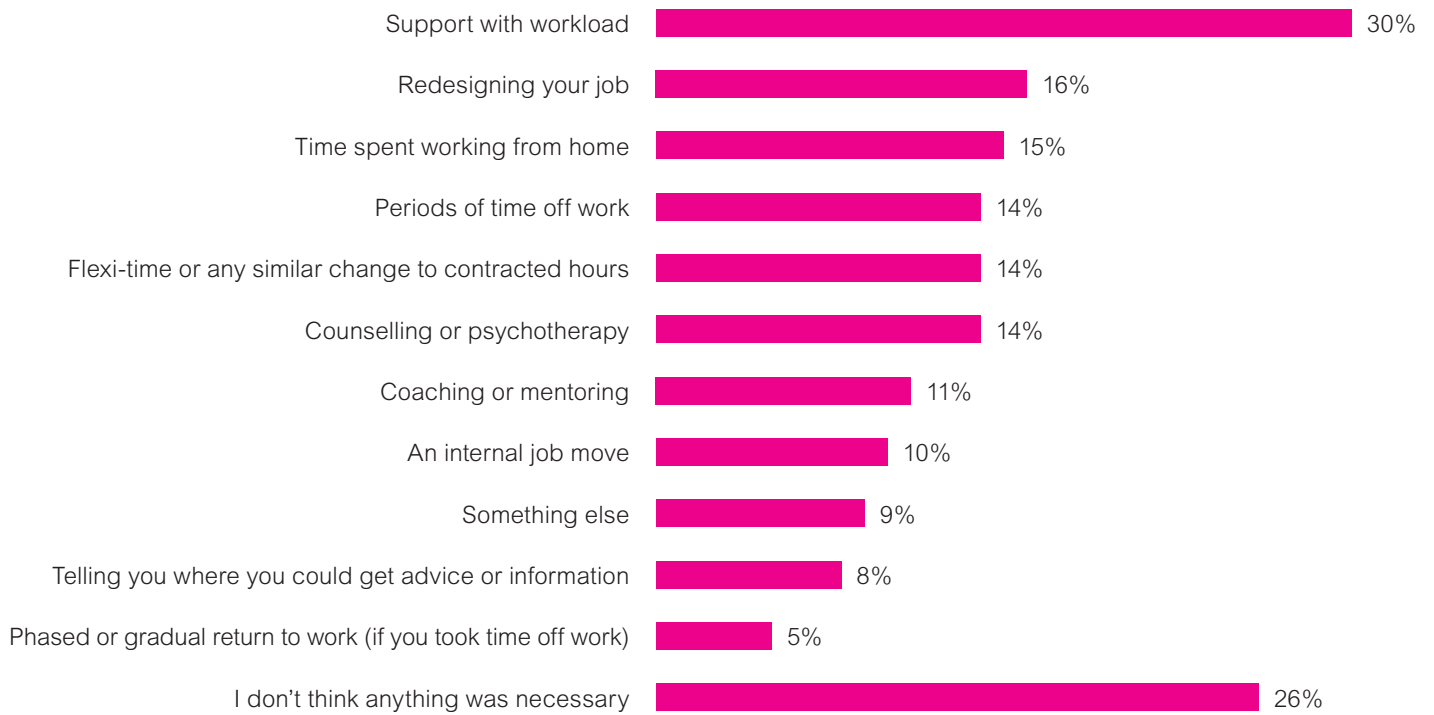 Support with workload 30%
Redesigning your job 16%
Time spent working from home 15%
Periods of time off work 14%
Flexi-time or any similar change to contracted hours 14%
Counselling or psychotherapy 14%
Coaching or mentoring 11%
An internal job move 10%
Something else 9%
Telling you where you could get advice or information 8%
Phased or gradual return to work (if you took time off work) 5%
I don’t think anything was necessary 26%